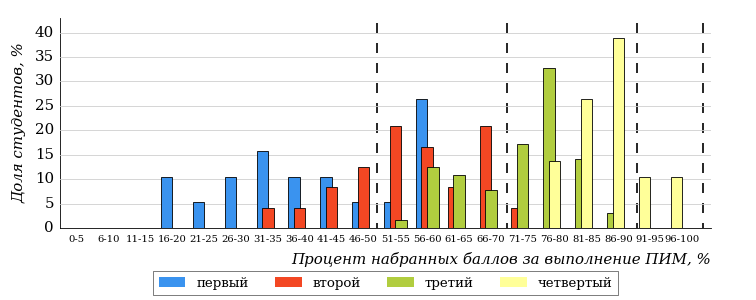 Доля студентов, %
40
35
30
25
20
15
10
5
0
0-5 6-10 11-15 16-20 21-25 26-30 31-35 36-40 41-45 46-50 51-55 56-60 61-65 66-70 71-75 76-80 81-85 86-90 91-95 96-100
Процент набранных баллов за выполнение ПИМ, %
первый второй третий четвертый